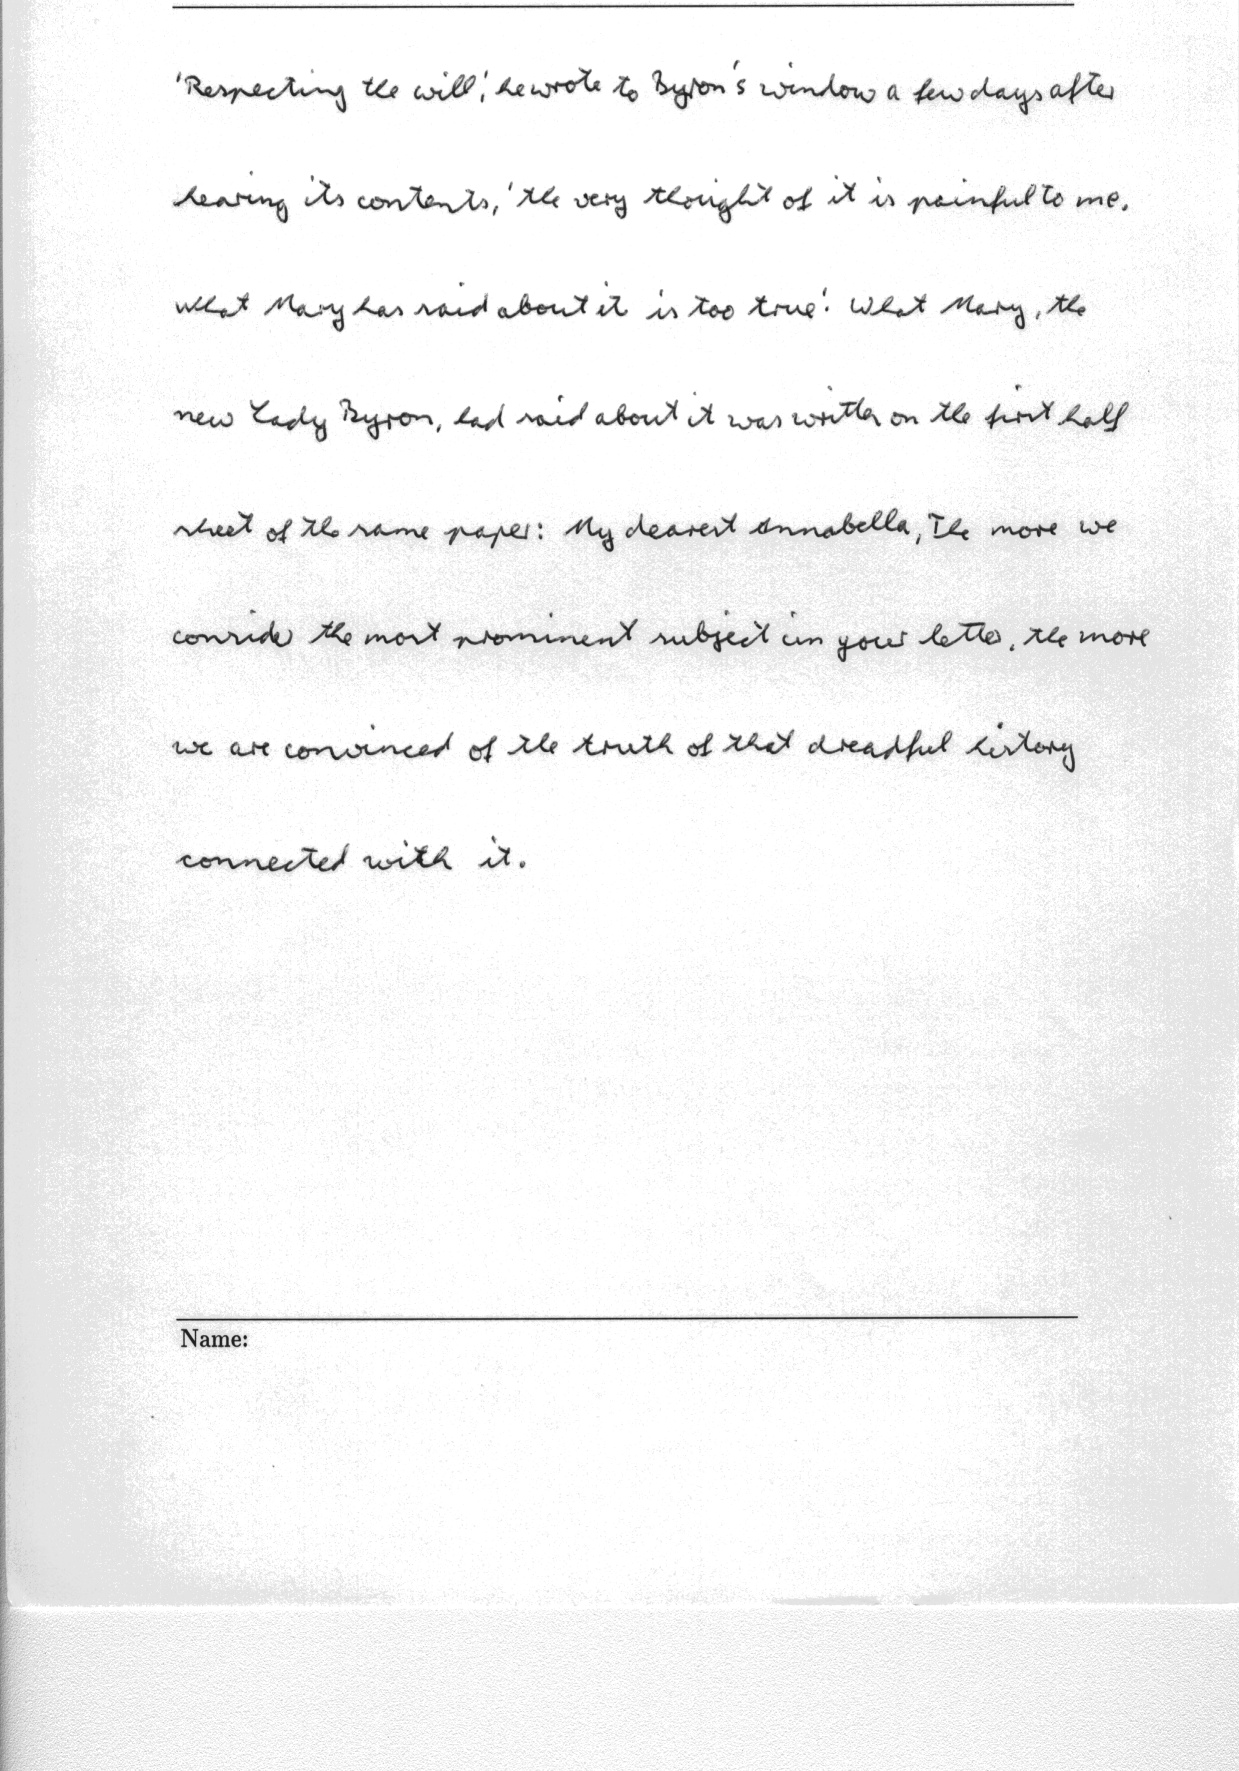 'Respecting the will', he wrote to Byron's window a few days after
hearing its contents, 'the very thought of it is painful to me.
what Mary has said about it is too true'. What Mary, the
new Lady Byron, had said about it was written on the first half
sheet of the same paper: My dearest Annabella, The more we
consider the most prominent subject in your letter, the more
we are convinced of the truth of that dreadful history
connected with it.
Name: